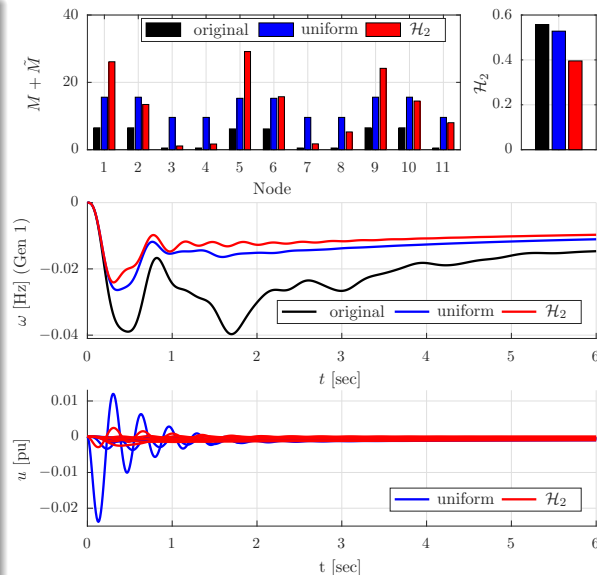 40
20
0
M + M̃
original uniform ℋ₂
1 2 3 4 5 6 7 8 9 10 11
Node
0.6
0.4
0.2
0
ℋ₂
0
−0.02
−0.04
ω [Hz] (Gen 1)
original uniform ℋ₂
0 1 2 3 4 5 6
t [sec]
0.01
0
−0.01
−0.02
u [pu]
uniform ℋ₂
0 1 2 3 4 5 6
t [sec]